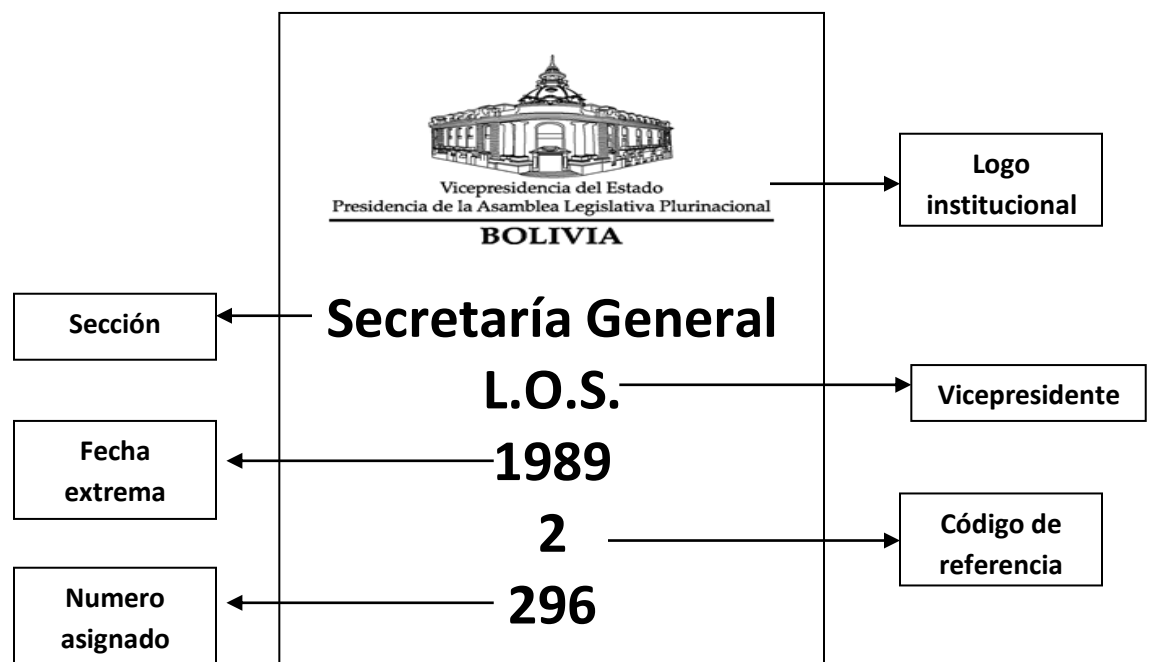 Vicepresidencia del Estado
Presidencia de la Asamblea Legislativa Plurinacional
BOLIVIA
Logo
institucional
Sección
Secretaría General
L.O.S.
Vicepresidente
Fecha
extrema
1989
2
Código de
referencia
Numero
asignado
296